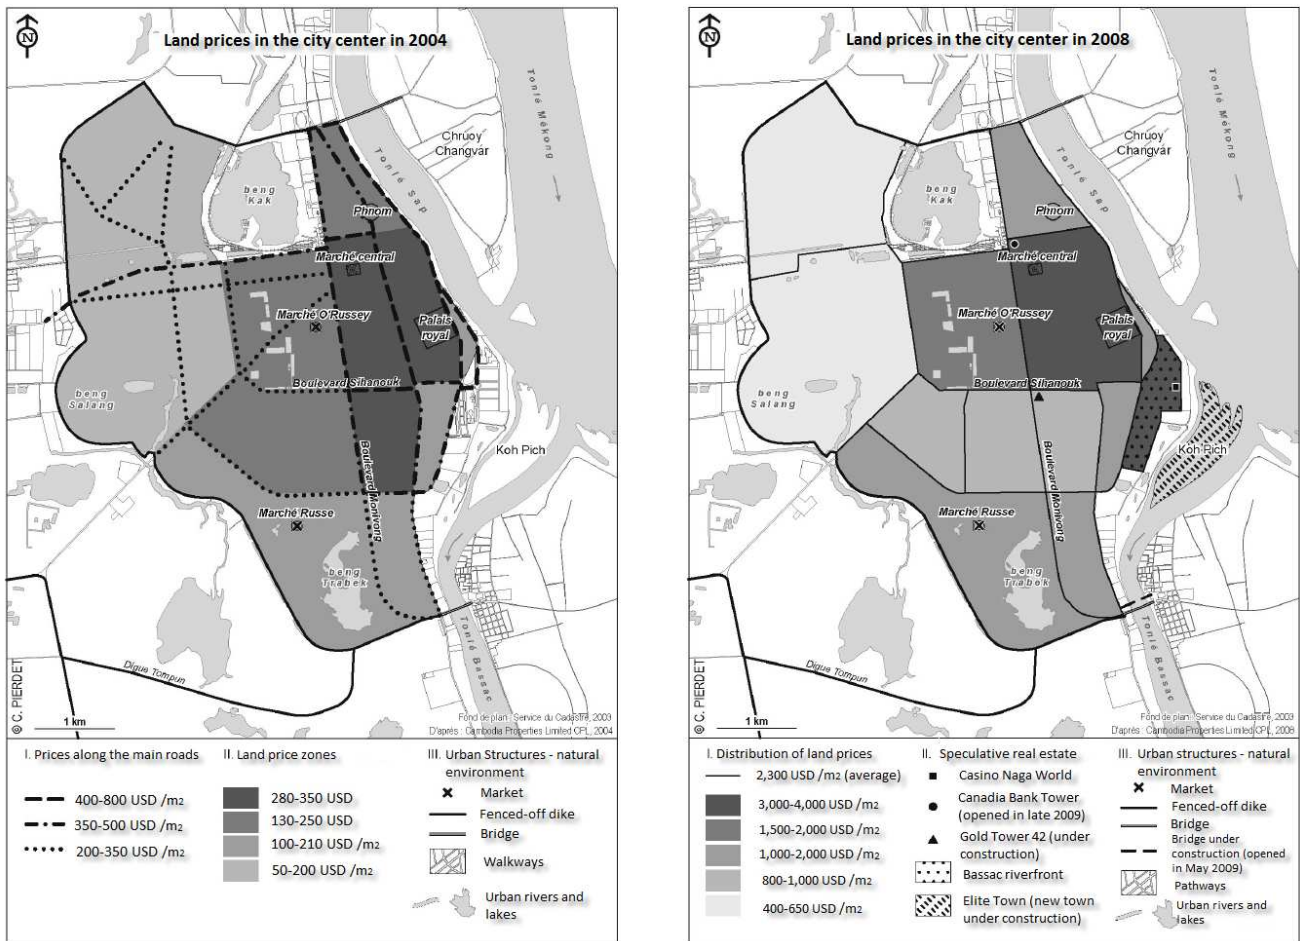 Land prices in the city center in 2004
N
Tonlé Mékong
Chruoy
Changvar
Tonlé Sap
beng
Kak
Phnom
Marché central
Marché O'Russey
Palais
royal
Boulevard Sihanouk
beng
Salang
Koh Pich
Boulevard Monivong
Marché Russe
beng
Trabek
Digue Tompun
Tonlé Bassac
© C. PIERDET
1 km
Fond de plan : Service du Cadastre, 2003
D'après : Cambodia Properties Limited CPL, 2004
I. Prices along the main roads
400-800 USD /m2
350-500 USD /m2
200-350 USD /m2
II. Land price zones
280-350 USD
130-250 USD
100-210 USD /m2
50-200 USD /m2
III. Urban Structures - natural
environment
Market
Fenced-off dike
Bridge
Walkways
Urban rivers and
lakes
Land prices in the city center in 2008
N
Tonlé Mékong
Chruoy
Changvar
Tonlé Sap
beng
Kak
Phnom
Marché central
Marché O'Russey
Palais
royal
Boulevard Sihanouk
beng
Salang
Koh Pich
Boulevard Monivong
Marché Russe
beng
Trabek
Digue Tompun
Tonlé Bassac
© C. PIERDET
1 km
Fond de plan : Service du Cadastre, 2003
D'après : Cambodia Properties Limited CPL, 2008
I. Distribution of land prices
2,300 USD /m2 (average)
3,000-4,000 USD /m2
1,500-2,000 USD /m2
1,000-2,000 USD /m2
800-1,000 USD /m2
400-650 USD /m2
II. Speculative real estate
Casino Naga World
Canadia Bank Tower
(opened in late 2009)
Gold Tower 42 (under
construction)
Bassac riverfront
Elite Town (new town
under construction)
III. Urban Structures - natural
environment
Market
Fenced-off dike
Bridge
Bridge under
construction (opened
in May 2009)
Pathways
Urban rivers and
lakes